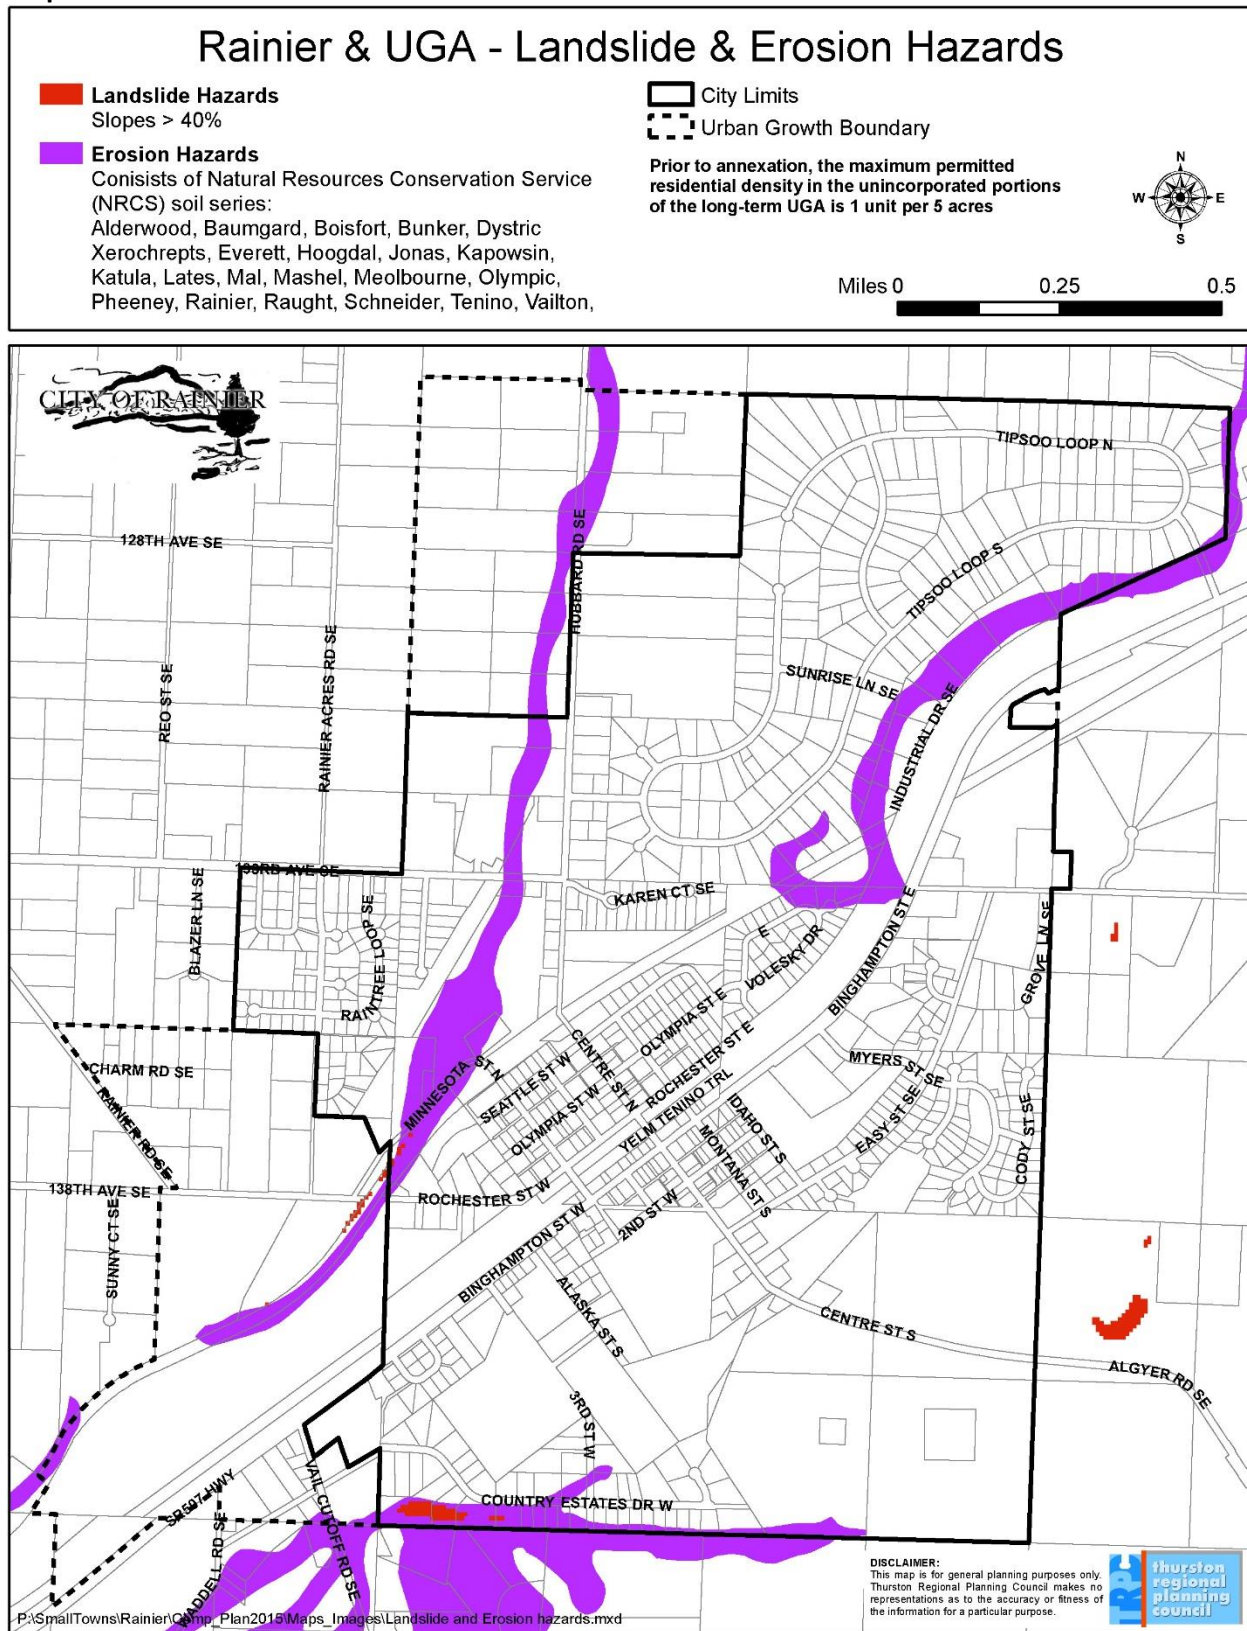 Rainier & UGA - Landslide & Erosion Hazards
Landslide Hazards
Slopes > 40%
Erosion Hazards
Conisists of Natural Resources Conservation Service
(NRCS) soil series:
Alderwood, Baumgard, Boisfort, Bunker, Dystric
Xerochrepts, Everett, Hoogdal, Jonas, Kapowsin,
Katula, Lates, Mal, Mashel, Meolbourne, Olympic,
Pheeney, Rainier, Raught, Schneider, Tenino, Vailton,
City Limits
Urban Growth Boundary
Prior to annexation, the maximum permitted
residential density in the unincorporated portions
of the long-term UGA is 1 unit per 5 acres
N
W E
S
Miles 0 0.25 0.5
CITY OF RAINIER
TIPSOO LOOP N
128TH AVE SE
HUBBARD RD SE
TIPSOO LOOP S
REO ST SE
RAINIER ACRES RD SE
SUNRISE LN SE
INDUSTRIAL DR SE
133RD AVE SE
KAREN CT SE
BLAZER LN SE
RAINTREE LOOP SE
E
VOLESKY DR
BINGHAMPTON ST E
GROVE LN SE
OLYMPIA ST E
CENTRE ST N
ROCHESTER ST E
MINNESOTA ST N
SEATTLE ST W
OLYMPIA ST W
YELM TENINO TRL
MYERS ST SE
EASY ST SE
CODY ST SE
CHARM RD SE
RAINIER RD SE
IDAHO ST S
MONTANA ST S
138TH AVE SE
ROCHESTER ST W
2ND ST W
SUNNY CT SE
BINGHAMPTON ST W
ALASKA ST S
CENTRE ST S
ALGYER RD SE
3RD ST W
SR507 HWY
VAIL CUTOFF RD SE
COUNTRY ESTATES DR W
WADDELL RD SE
P:\SmallTowns\Rainier\Comp_Plan2015\Maps_Images\Landslide and Erosion hazards.mxd
DISCLAIMER:
This map is for general planning purposes only.
Thurston Regional Planning Council makes no
representations as to the accuracy or fitness of
the information for a particular purpose.
TRPC
thurston
regional
planning
council